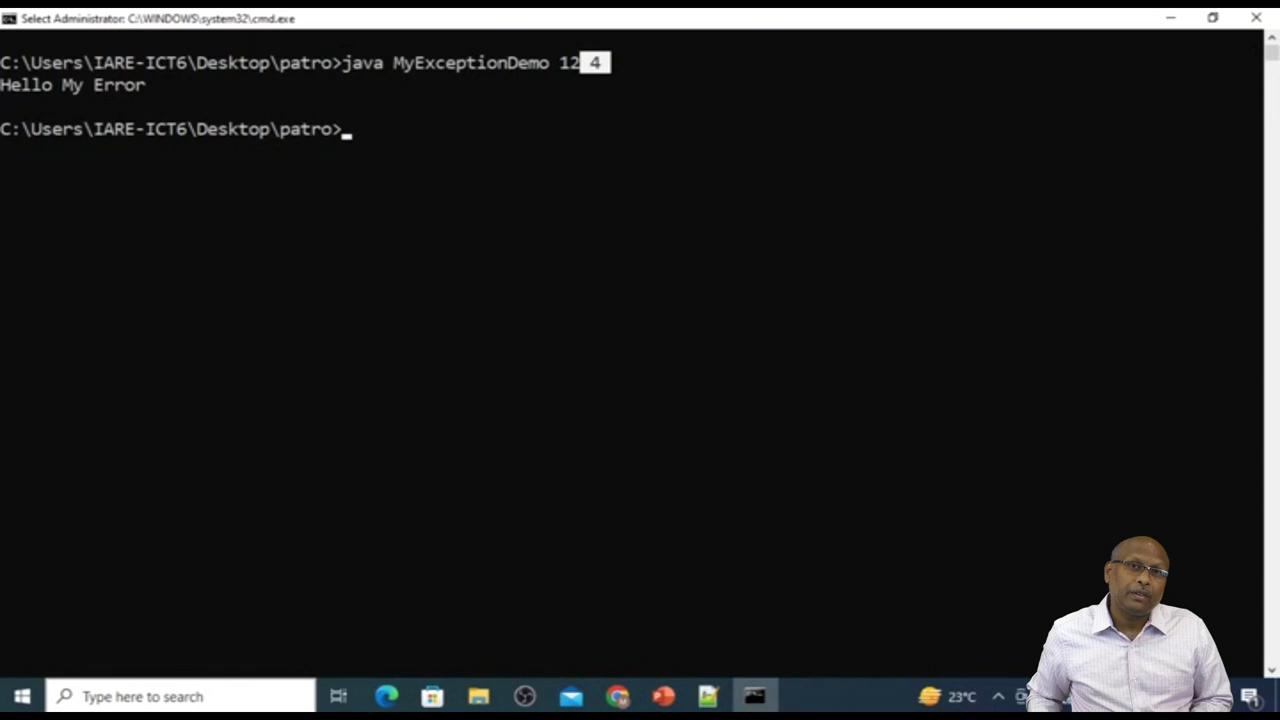 Select Administrator: C:\WINDOWS\system32\cmd.exe
C:\Users\IARE-ICT6\Desktop\patro>java MyExceptionDemo 12 4
Hello My Error
C:\Users\IARE-ICT6\Desktop\patro>
Type here to search
23°C